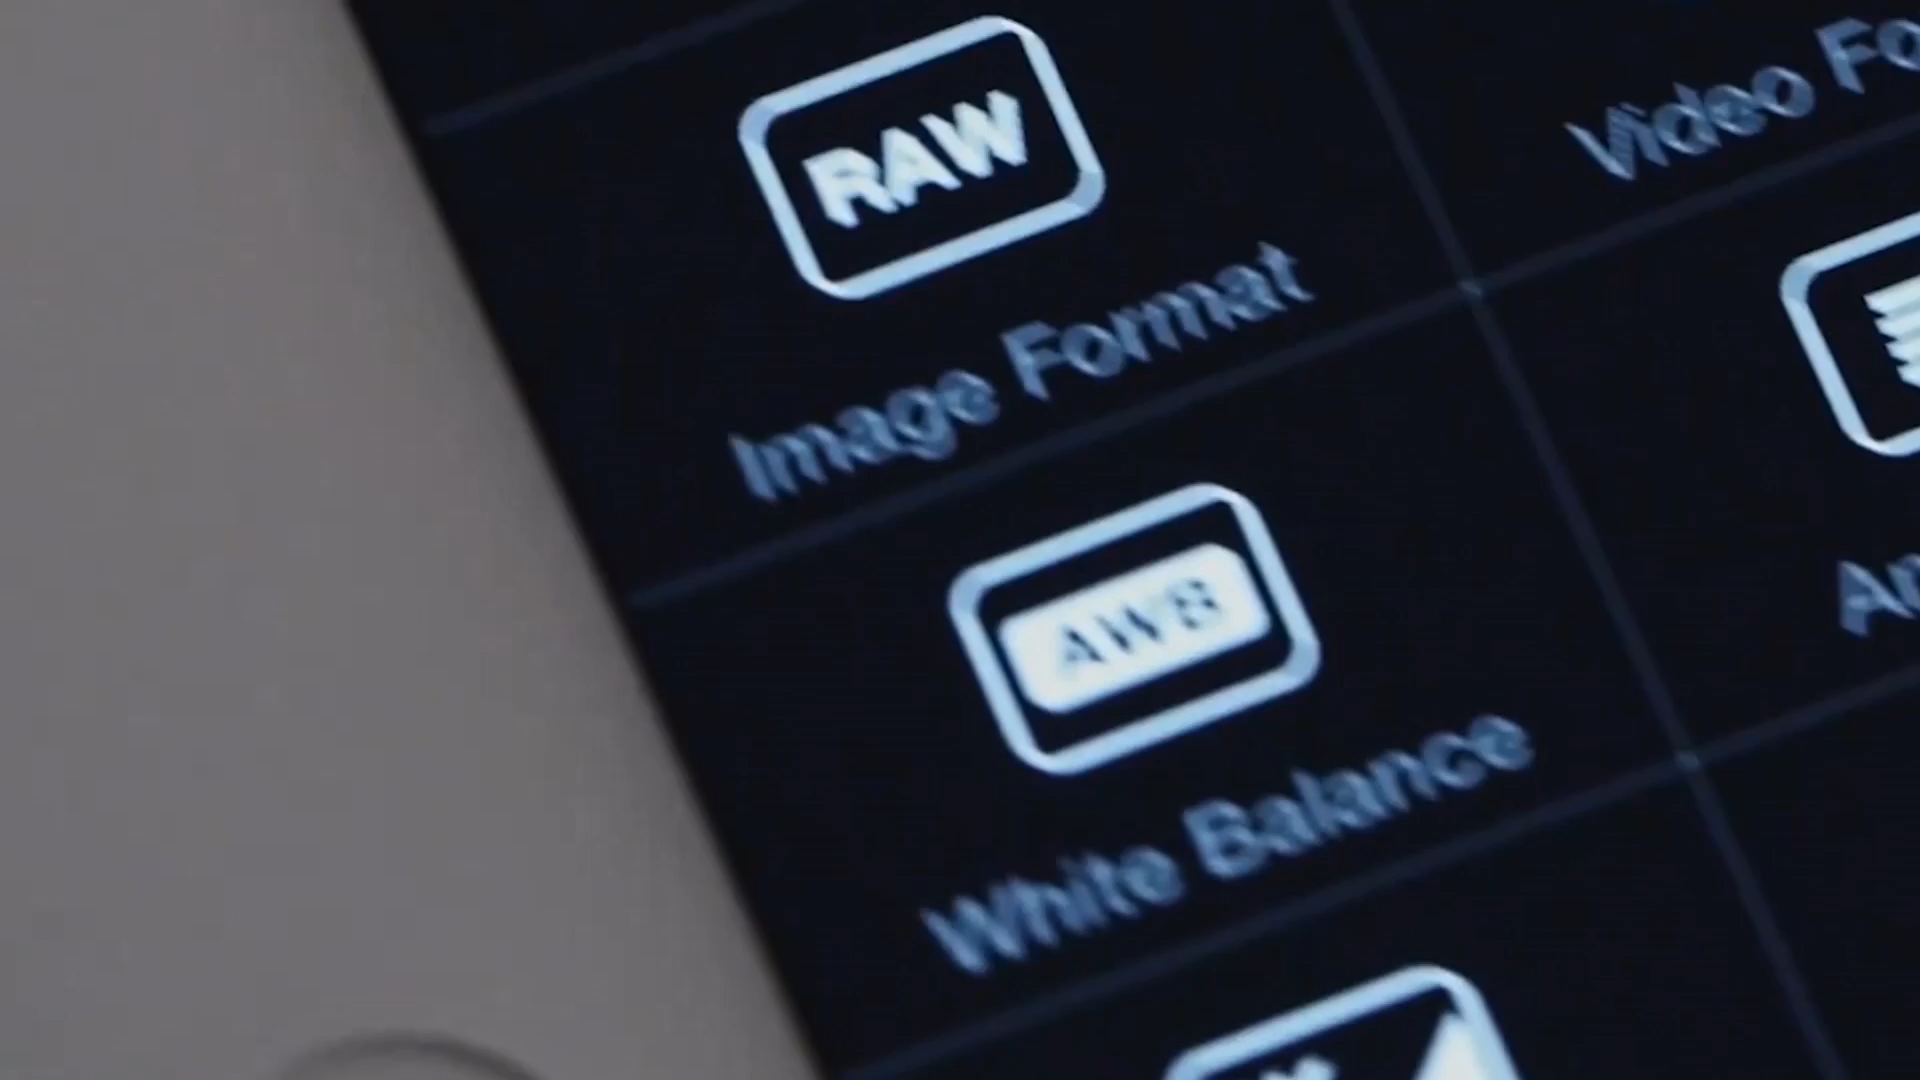 RAW
Image Format
Video Fo
AWB
White Balance